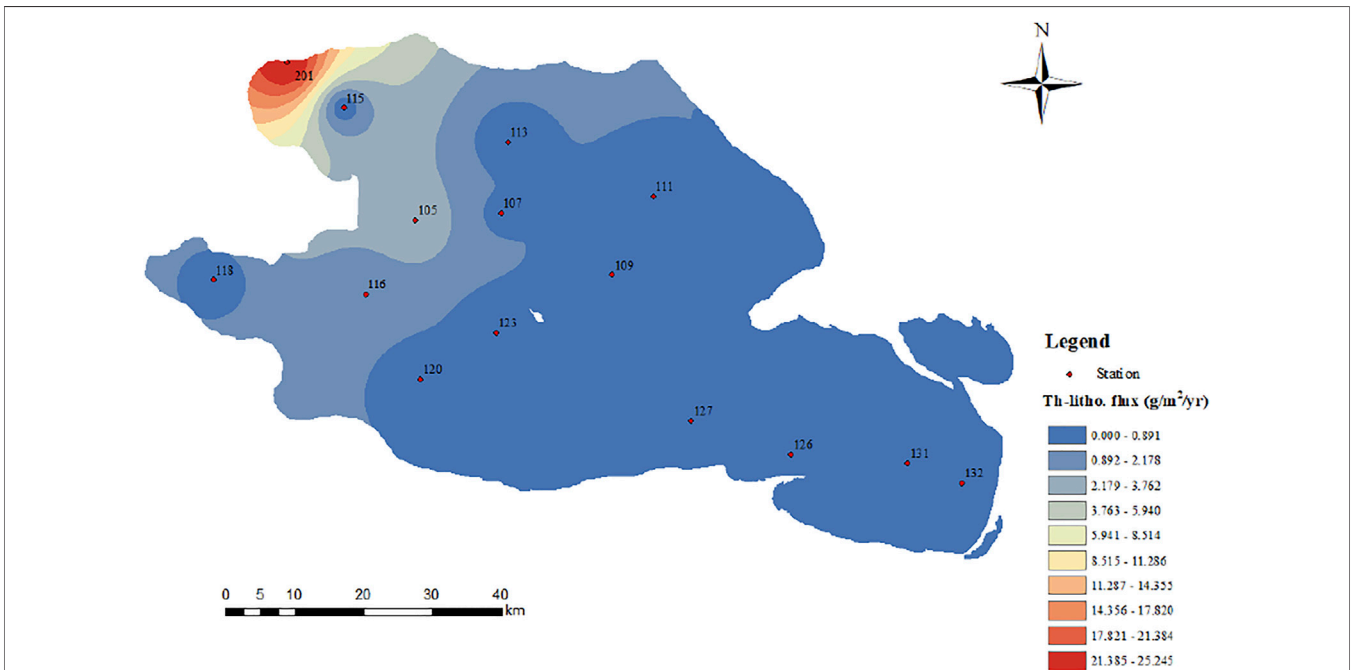 N
201
115
113
111
107
105
109
118
116
123
120
127
126
131
132
Legend
Station
Th-litho. flux (g/m²/yr)
0.000 - 0.891
0.892 - 2.178
2.179 - 3.762
3.763 - 5.940
5.941 - 8.514
8.515 - 11.286
11.287 - 14.355
14.356 - 17.820
17.821 - 21.384
21.385 - 25.245
0 5 10 20 30 40
km